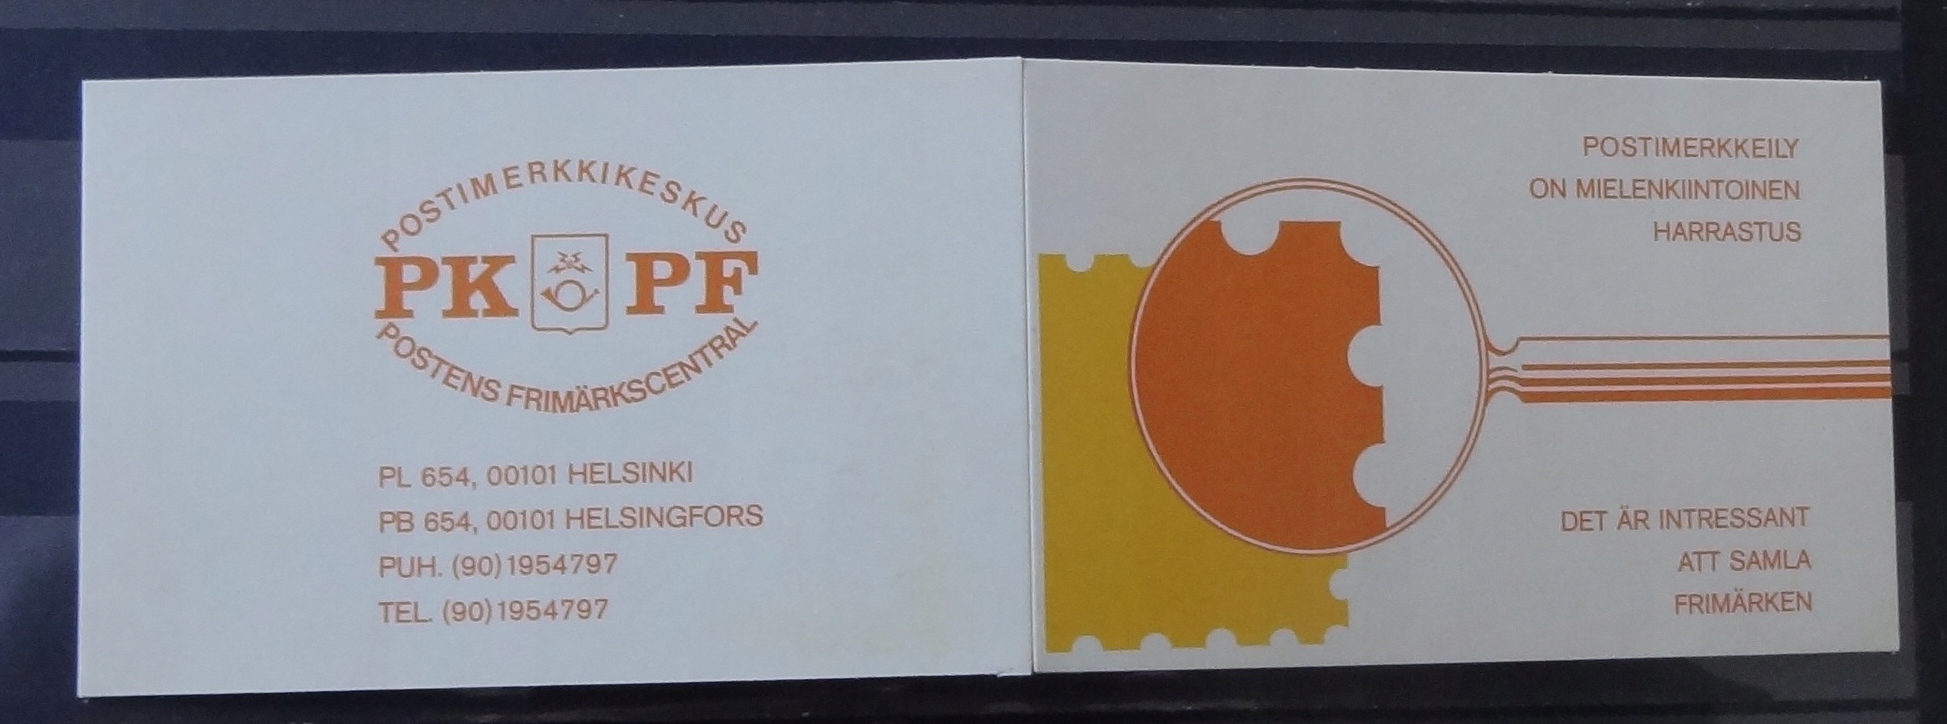 POSTIMERKKIKESKUS
PK PF
POSTENS FRIMÄRKSCENTRAL
PL 654, 00101 HELSINKI
PB 654, 00101 HELSINGFORS
PUH. (90) 1954797
TEL. (90) 1954797
POSTIMERKKEILY
ON MIELENKIINTOINEN
HARRASTUS
DET ÄR INTRESSANT
ATT SAMLA
FRIMÄRKEN